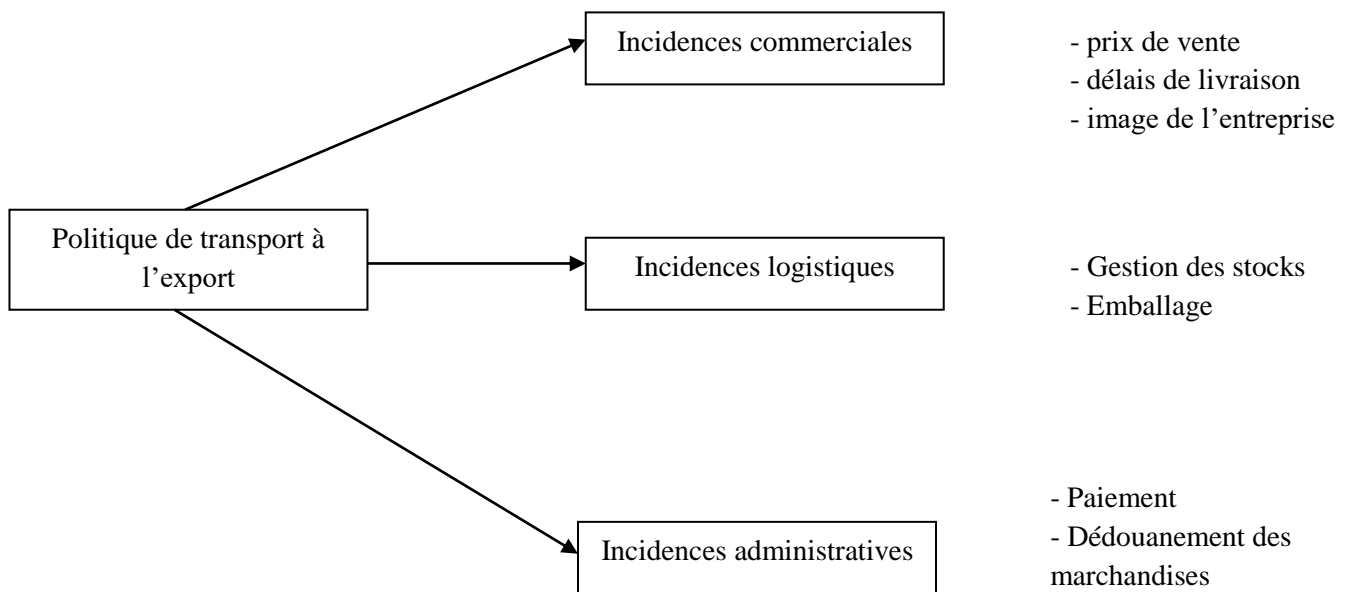 Incidences commerciales
- prix de vente
- délais de livraison
- image de l’entreprise
Politique de transport à
l’export
Incidences logistiques
- Gestion des stocks
- Emballage
Incidences administratives
- Paiement
- Dédouanement des
marchandises